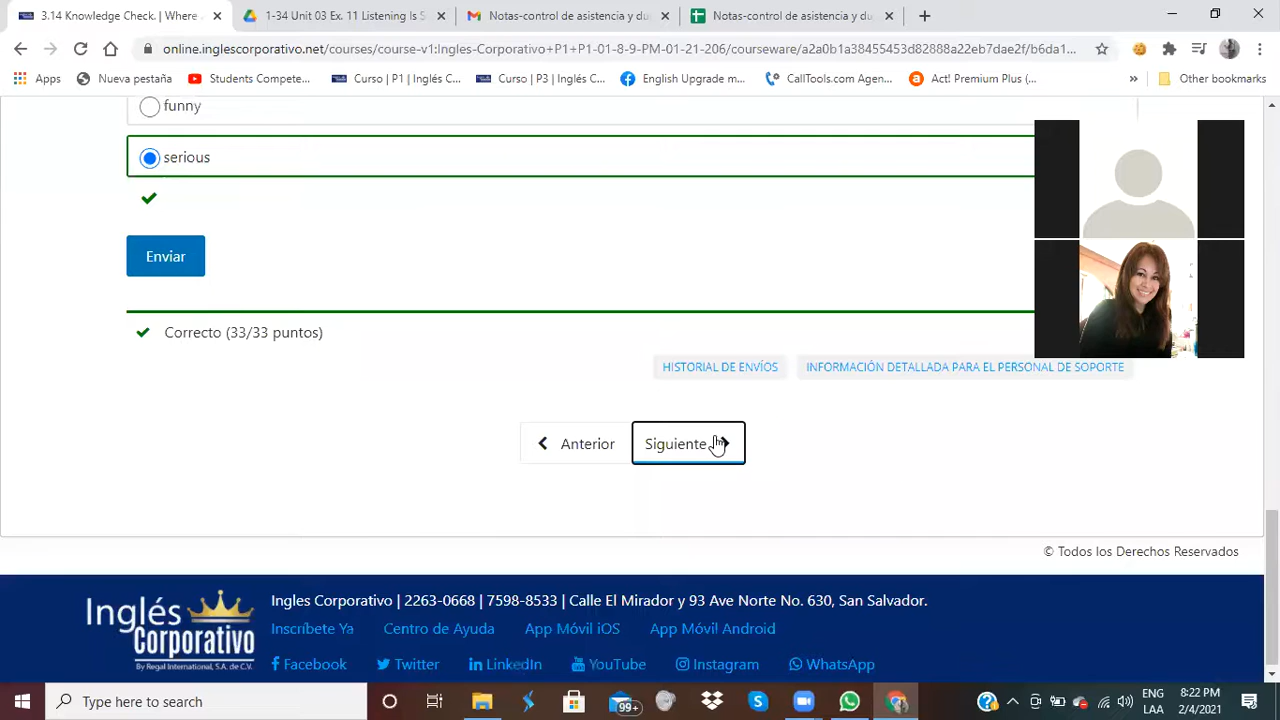 3.14 Knowledge Check. | Where
1-34 Unit 03 Ex. 11 Listening Is S
Notas-control de asistencia y du
Notas-control de asistencia y du
online.inglescorporativo.net/courses/course-v1:Ingles-Corporativo+P1+P1-01-8-9-PM-01-21-206/courseware/a2a0b1a38455453d82888a22eb7dae2f/b6da1...
Apps
Nueva pestaña
Students Compete...
Curso | P1 | Inglés C...
Curso | P3 | Inglés C...
English Upgrad m...
CallTools.com Agen...
Act! Premium Plus (...
»
Other bookmarks
funny
serious
Enviar
Correcto (33/33 puntos)
HISTORIAL DE ENVÍOS
INFORMACIÓN DETALLADA PARA EL PERSONAL DE SOPORTE
Anterior
Siguiente
© Todos los Derechos Reservados
Inglés Corporativo
By Regal International, S.A. de C.V.
Ingles Corporativo | 2263-0668 | 7598-8533 | Calle El Mirador y 93 Ave Norte No. 630, San Salvador.
Inscríbete Ya
Centro de Ayuda
App Móvil iOS
App Móvil Android
Facebook
Twitter
LinkedIn
YouTube
Instagram
WhatsApp
Type here to search
99+
ENG
LAA
8:22 PM
2/4/2021